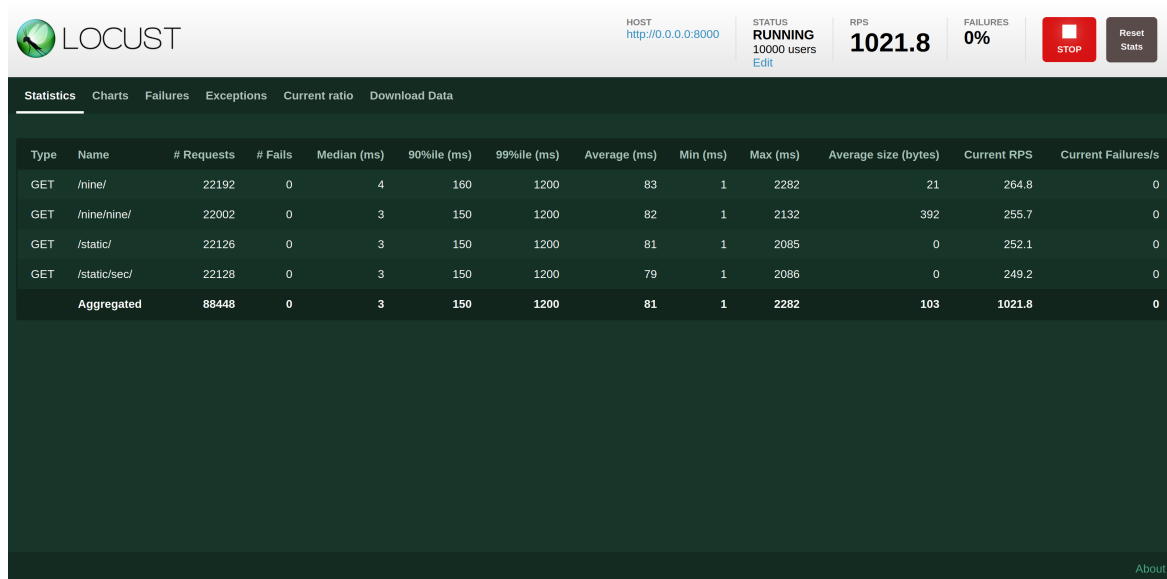 LOCUST
HOST
http://0.0.0.0:8000
STATUS
RUNNING
10000 users
Edit
RPS
1021.8
FAILURES
0%
STOP
Reset
Stats
Statistics Charts Failures Exceptions Current ratio Download Data
Type Name # Requests # Fails Median (ms) 90%ile (ms) 99%ile (ms) Average (ms) Min (ms) Max (ms) Average size (bytes) Current RPS Current Failures/s
GET /nine/ 22192 0 4 160 1200 83 1 2282 21 264.8 0
GET /nine/nine/ 22002 0 3 150 1200 82 1 2132 392 255.7 0
GET /static/ 22126 0 3 150 1200 81 1 2085 0 252.1 0
GET /static/sec/ 22128 0 3 150 1200 79 1 2086 0 249.2 0
Aggregated 88448 0 3 150 1200 81 1 2282 103 1021.8 0
About